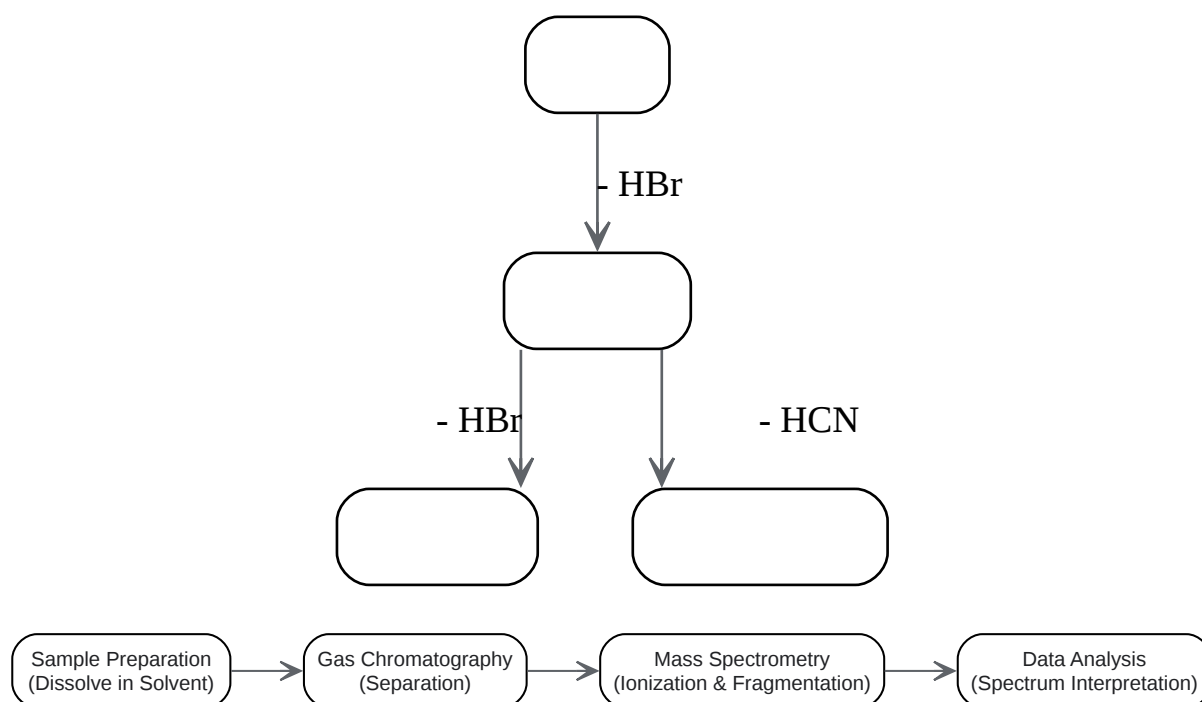 - HBr
- HBr
- HCN
Sample Preparation
(Dissolve in Solvent)
Gas Chromatography
(Separation)
Mass Spectrometry
(Ionization & Fragmentation)
Data Analysis
(Spectrum Interpretation)